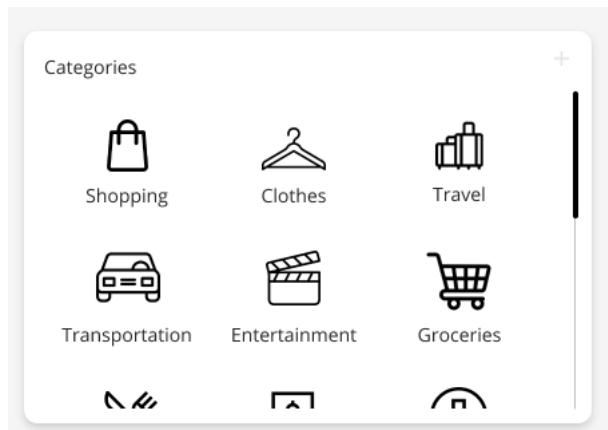 Categories
Shopping Clothes Travel
Transportation Entertainment Groceries